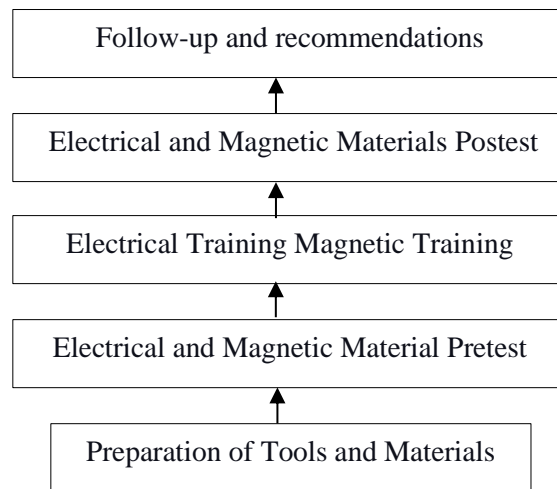 Follow-up and recommendations
Electrical and Magnetic Materials Postest
Electrical Training Magnetic Training
Electrical and Magnetic Material Pretest
Preparation of Tools and Materials